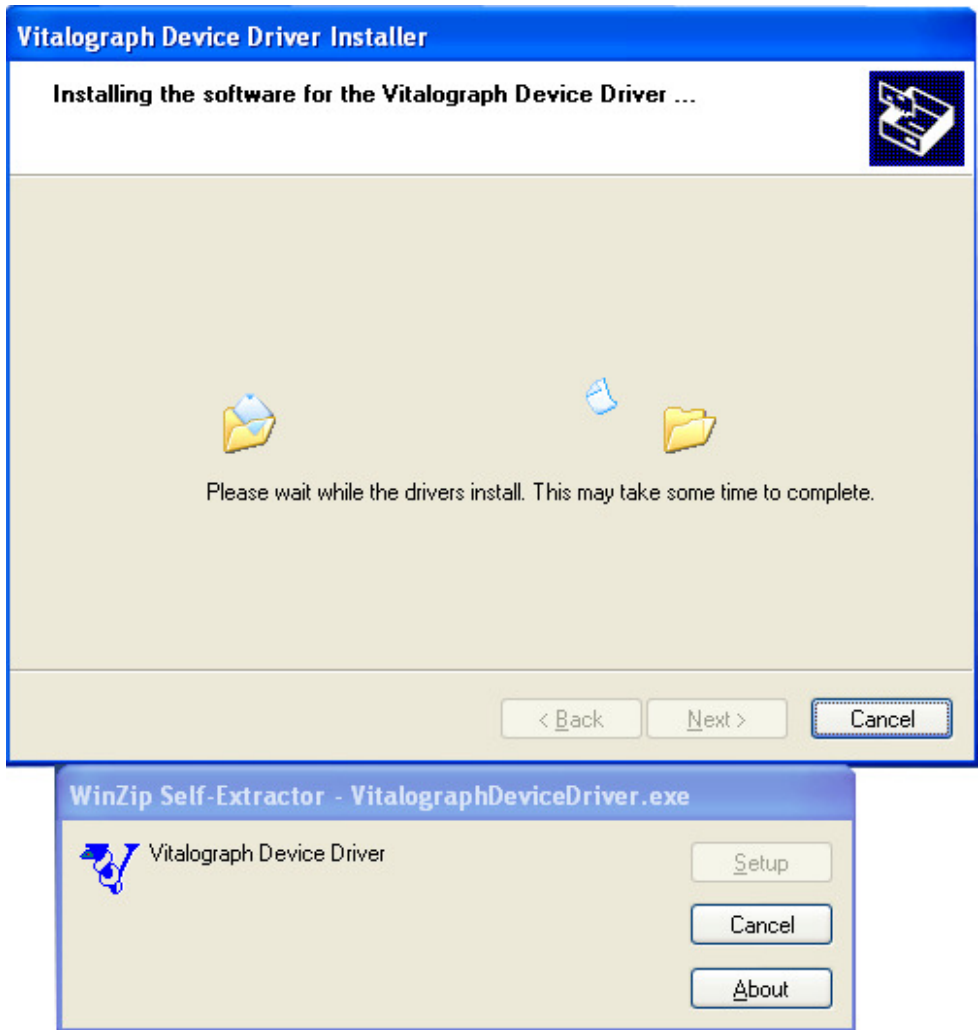 Vitalograph Device Driver Installer
Installing the software for the Vitalograph Device Driver ...
Please wait while the drivers install. This may take some time to complete.
< Back Next > Cancel
WinZip Self-Extractor - VitalographDeviceDriver.exe
Vitalograph Device Driver
Setup
Cancel
About